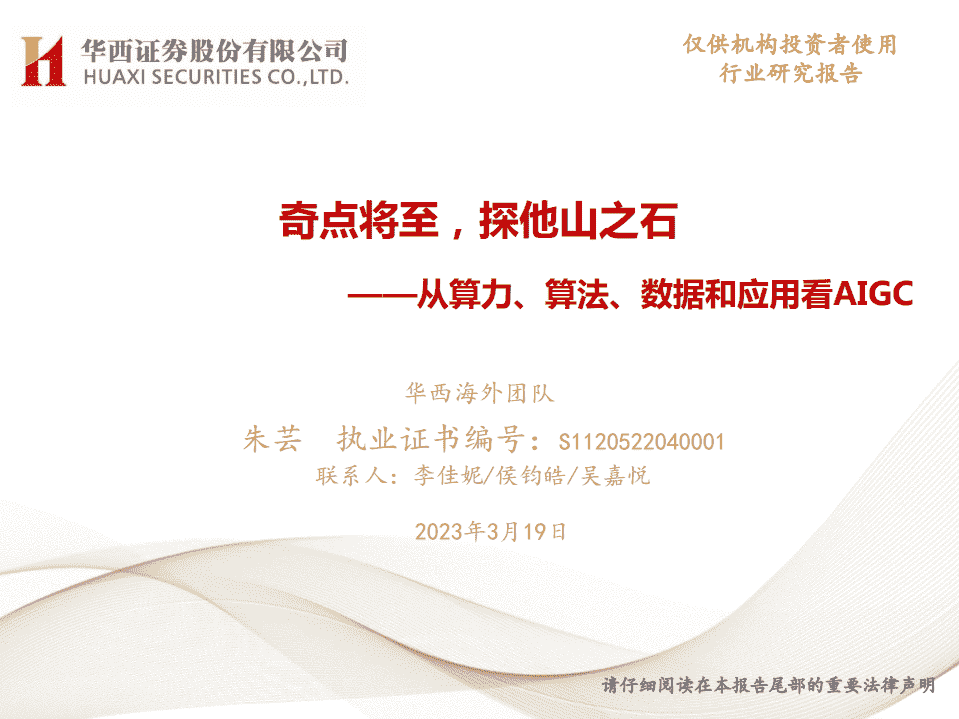 华西证券股份有限公司
HUAXI SECURITIES CO.,LTD.
仅供机构投资者使用
行业研究报告
奇点将至，探他山之石
——从算力、算法、数据和应用看AIGC
华西海外团队
朱芸 执业证书编号：S1120522040001
联系人：李佳妮/侯钧皓/吴嘉悦
2023年3月19日
请仔细阅读在本报告尾部的重要法律声明